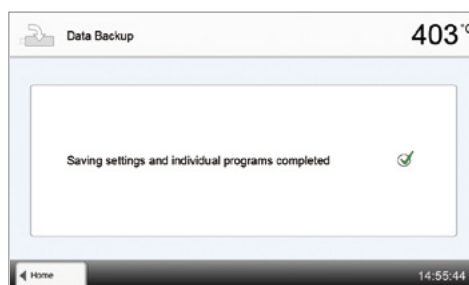 Data Backup
403 °C
Saving settings and individual programs completed
Home
14:55:44